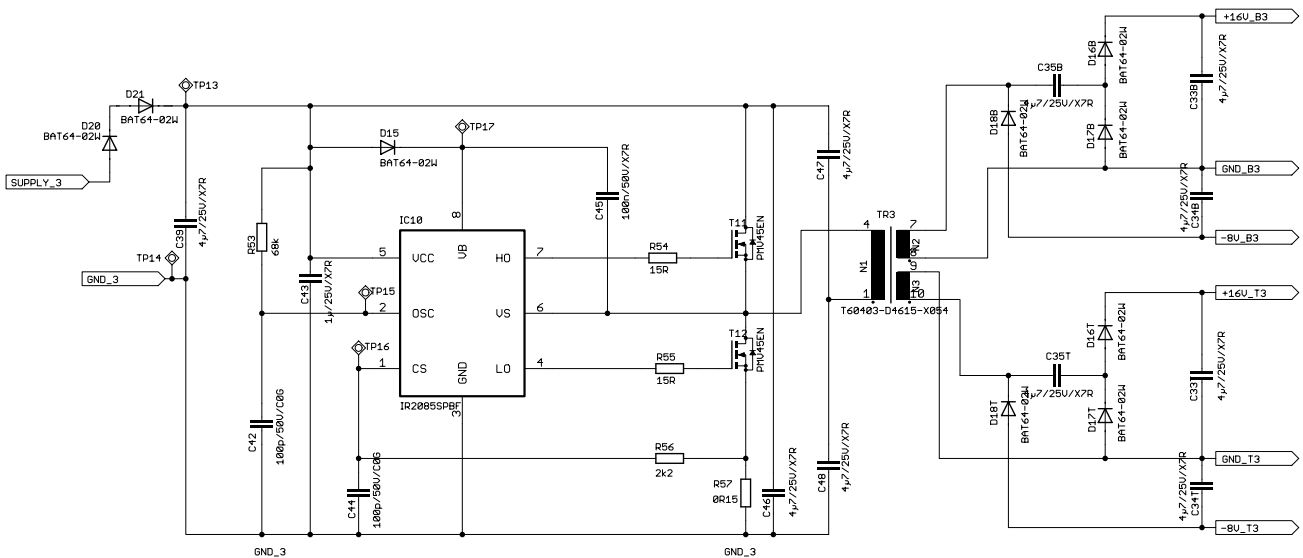 +16V_B3
D16B
BAT64-02W
C35B
4µ7/25V/X7R
C33B
4µ7/25V/X7R
D18B
BAT64-02W
D17B
BAT64-02W
GND_B3
C34B
4µ7/25V/X7R
-8V_B3
TP13
D21
BAT64-02W
D20
BAT64-02W
SUPPLY_3
D15
BAT64-02W
TP17
C47
4µ7/25V/X7R
C45
100n/50V/X7R
C39
4µ7/25V/X7R
R53
68k
TP14
GND_3
C43
1µ/25V/X7R
IC10
8
VB
5
VCC
HO
7
TP15
2
OSC
VS
6
TP16
1
CS
GND
LO
4
IR2085SPBF
3
R54
15R
T11
PMV45EN
T12
PMV45EN
R55
15R
TR3
4
7
N1
N2
8
9
N3
1
10
T60403-D4615-X054
+16V_T3
D16T
BAT64-02W
C35T
4µ7/25V/X7R
C33T
4µ7/25V/X7R
D18T
BAT64-02W
D17T
BAT64-02W
GND_T3
C34T
4µ7/25V/X7R
-8V_T3
C42
100p/50V/C0G
C44
100p/50V/C0G
R56
2k2
R57
0R15
C46
4µ7/25V/X7R
C48
4µ7/25V/X7R
GND_3
GND_3